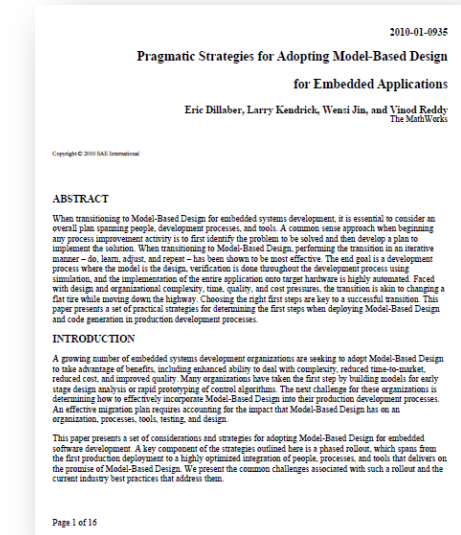 2010-01-0935
Pragmatic Strategies for Adopting Model-Based Design
for Embedded Applications
Eric Dillaber, Larry Kendrick, Wensi Jin, and Vinod Reddy
The MathWorks
Copyright © 2010 SAE International
ABSTRACT
When transitioning to Model-Based Design for embedded systems development, it is essential to consider an
overall plan spanning people, development processes, and tools. A common sense approach when beginning
any process improvement activity is to first identify the problem to be solved and then develop a plan to
implement the solution. When transitioning to Model-Based Design, performing the transition in an iterative
manner – do, learn, adjust, and repeat – has been shown to be most effective. The end goal is a development
process where the model is the design, verification is done throughout the development process using
simulation, and the implementation of the entire application onto target hardware is highly automated. Faced
with design and organizational complexity, time, quality, and cost pressures, the transition is akin to changing a
flat tire while moving down the highway. Choosing the right first steps are key to a successful transition. This
paper presents a set of practical strategies for determining the first steps when deploying Model-Based Design
and code generation in production development processes.
INTRODUCTION
A growing number of embedded systems development organizations are seeking to adopt Model-Based Design
to take advantage of benefits, including enhanced ability to deal with complexity, reduced time-to-market,
reduced cost, and improved quality. Many organizations have taken the first step by building models for early
stage design analysis or rapid prototyping of control algorithms. The next challenge for these organizations is
determining how to effectively incorporate Model-Based Design into their production development processes.
An effective migration plan requires accounting for the impact that Model-Based Design has on an
organization, processes, tools, testing, and design.
This paper presents a set of considerations and strategies for adopting Model-Based Design for embedded
software development. A key component of the strategies outlined here is a phased rollout, which spans from
the first production deployment to a highly optimized integration of people, processes, and tools that delivers on
the promise of Model-Based Design. We present the common challenges associated with such a rollout and the
current industry best practices that address them.
Page 1 of 16